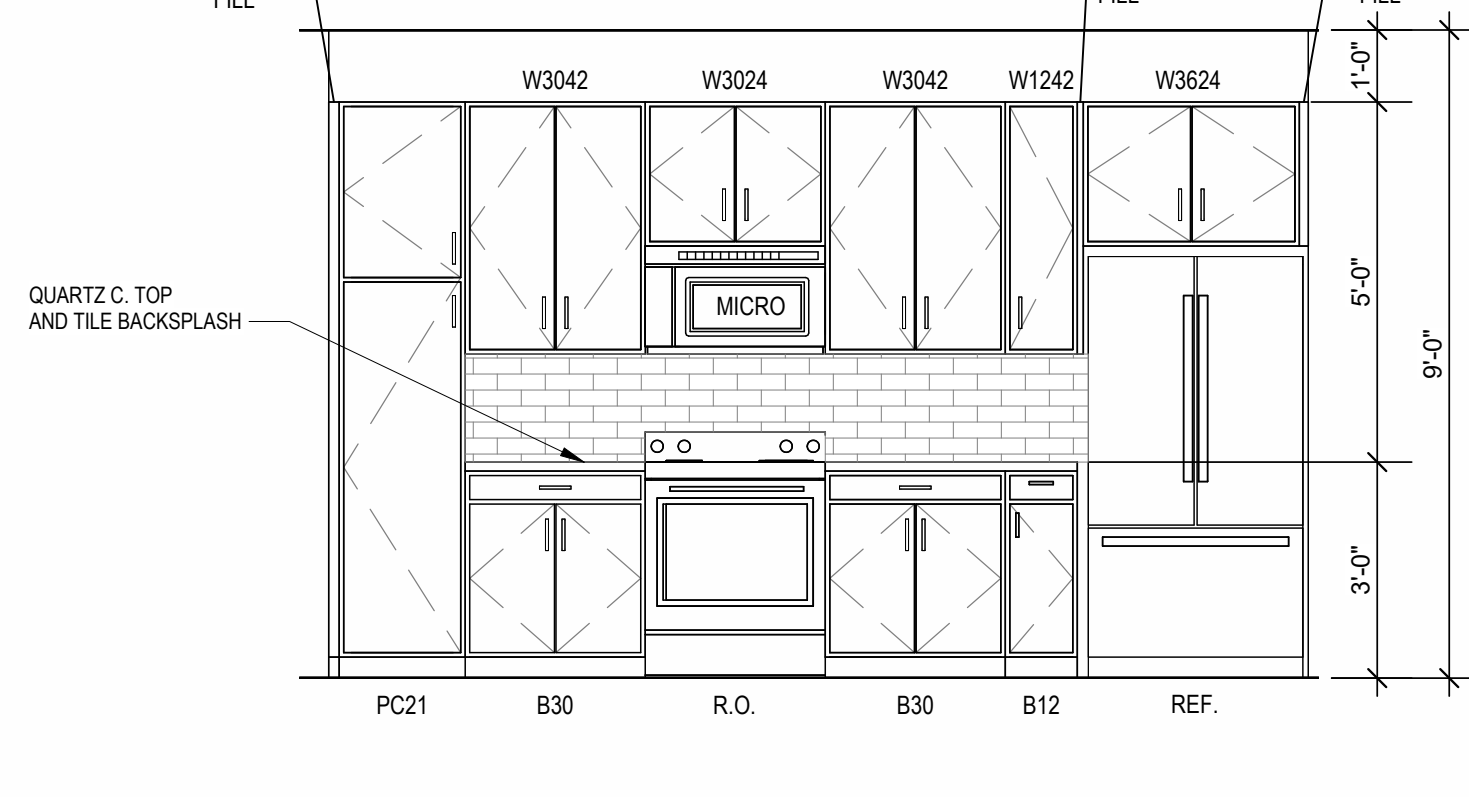 FILL
FILL
FILL
W3042
W3024
W3042
W1242
W3624
1'-0"
QUARTZ C. TOP
AND TILE BACKSPLASH
MICRO
5'-0"
9'-0"
3'-0"
PC21
B30
R.O.
B30
B12
REF.